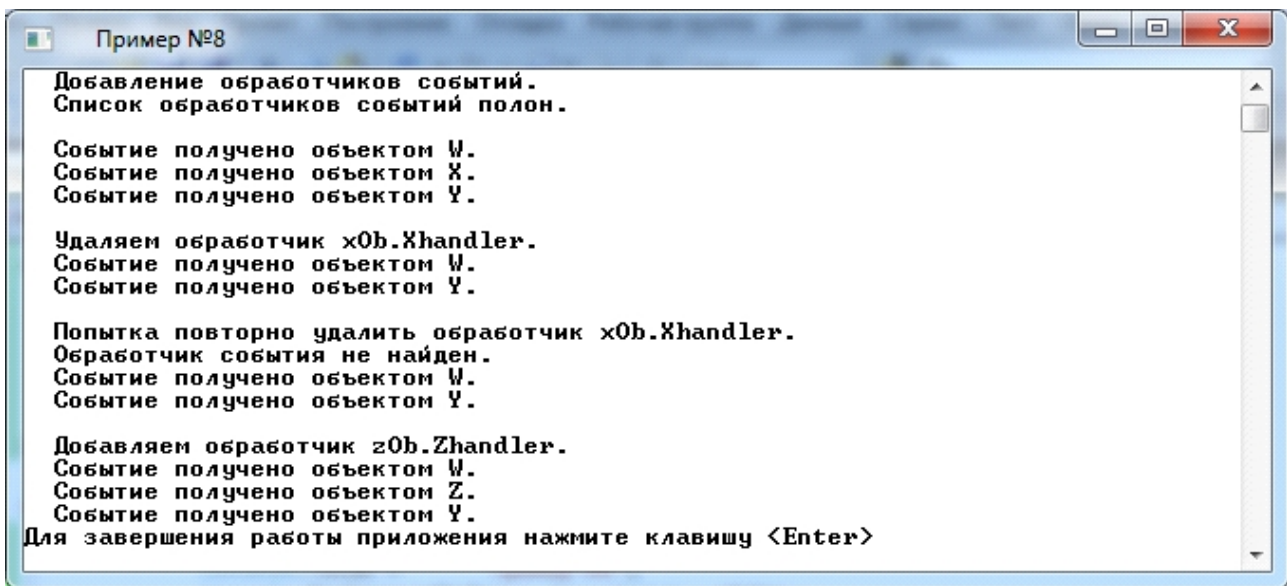 Пример №8
Добавление обработчиков событий.
Список обработчиков событий полон.
Событие получено объектом W.
Событие получено объектом X.
Событие получено объектом Y.
Удаляем обработчик xOb.Xhandler.
Событие получено объектом W.
Событие получено объектом Y.
Попытка повторно удалить обработчик xOb.Xhandler.
Обработчик события не найден.
Событие получено объектом W.
Событие получено объектом Y.
Добавляем обработчик zOb.Zhandler.
Событие получено объектом W.
Событие получено объектом Z.
Событие получено объектом Y.
Для завершения работы приложения нажмите клавишу <Enter>